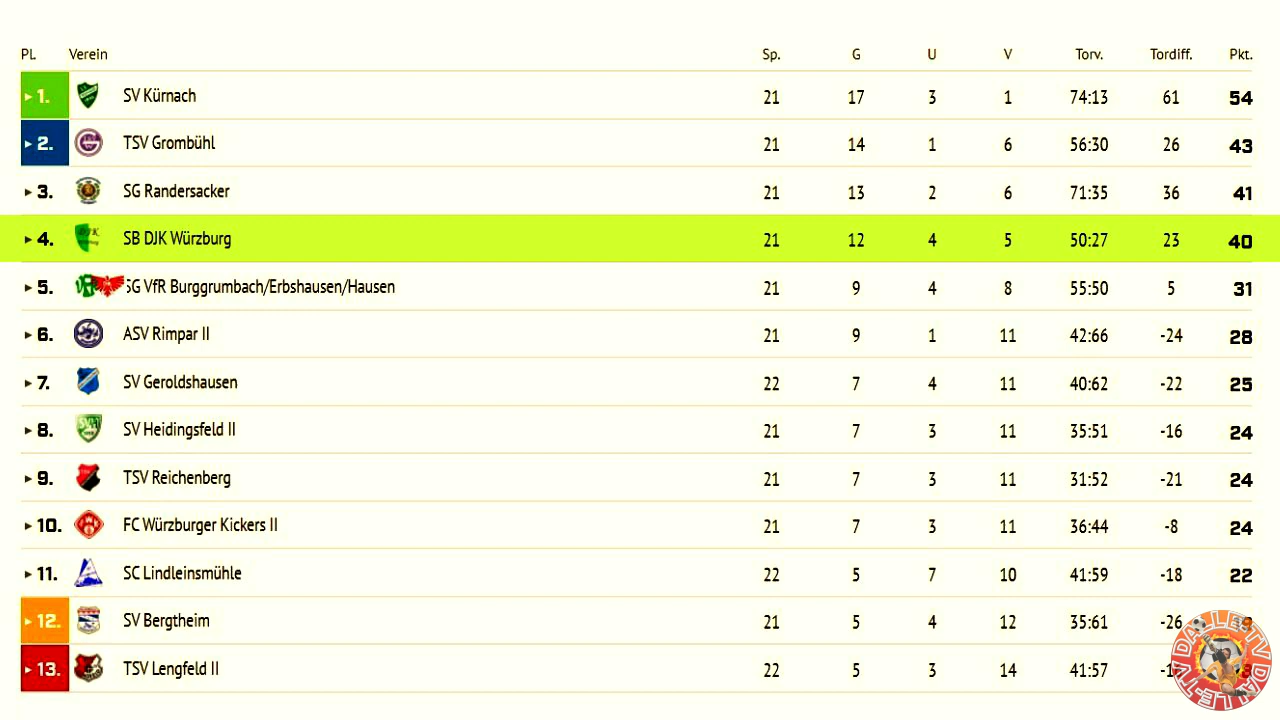 PL Verein Sp. G U V Torv. Tordiff. Pkt.
1. SV Kürnach 21 17 3 1 74:13 61 54
2. TSV Grombühl 21 14 1 6 56:30 26 43
3. SG Randersacker 21 13 2 6 71:35 36 41
4. SB DJK Würzburg 21 12 4 5 50:27 23 40
5. SG VfR Burggrumbach/Erbshausen/Hausen 21 9 4 8 55:50 5 31
6. ASV Rimpar II 21 9 1 11 42:66 -24 28
7. SV Geroldshausen 22 7 4 11 40:62 -22 25
8. SV Heidingsfeld II 21 7 3 11 35:51 -16 24
9. TSV Reichenberg 21 7 3 11 31:52 -21 24
10. FC Würzburger Kickers II 21 7 3 11 36:44 -8 24
11. SC Lindleinsmühle 22 5 7 10 41:59 -18 22
12. SV Bergtheim 21 5 4 12 35:61 -26
13. TSV Lengfeld II 22 5 3 14 41:57
DALLE-TV DALLE-TV